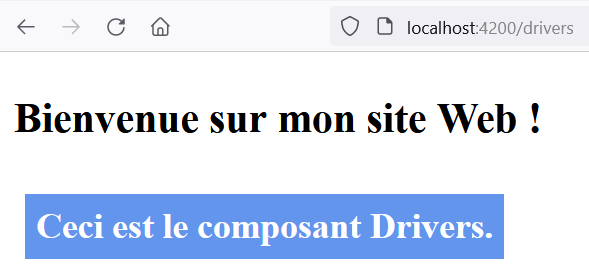 localhost:4200/drivers
Bienvenue sur mon site Web !
Ceci est le composant Drivers.